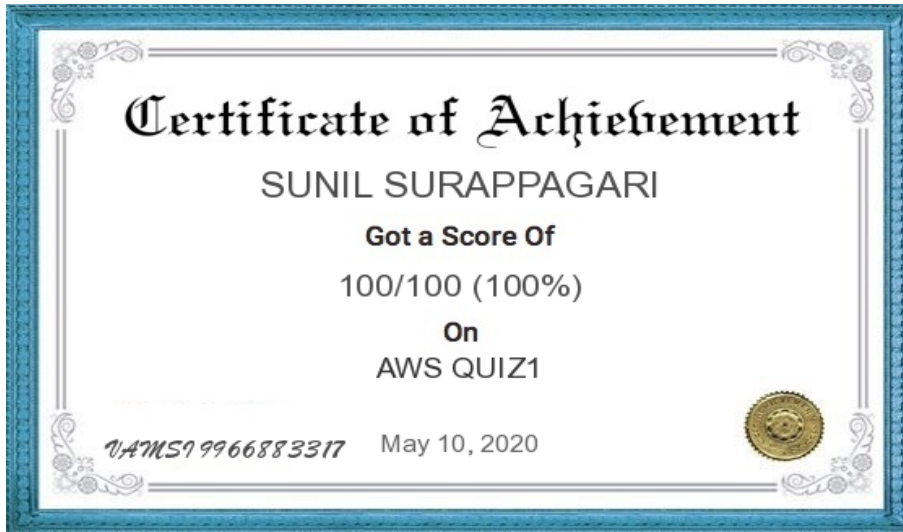 Certificate of Achievement
SUNIL SURAPPAGARI
Got a Score Of
100/100 (100%)
On
AWS QUIZ1
VAMSI 9966883317 May 10, 2020